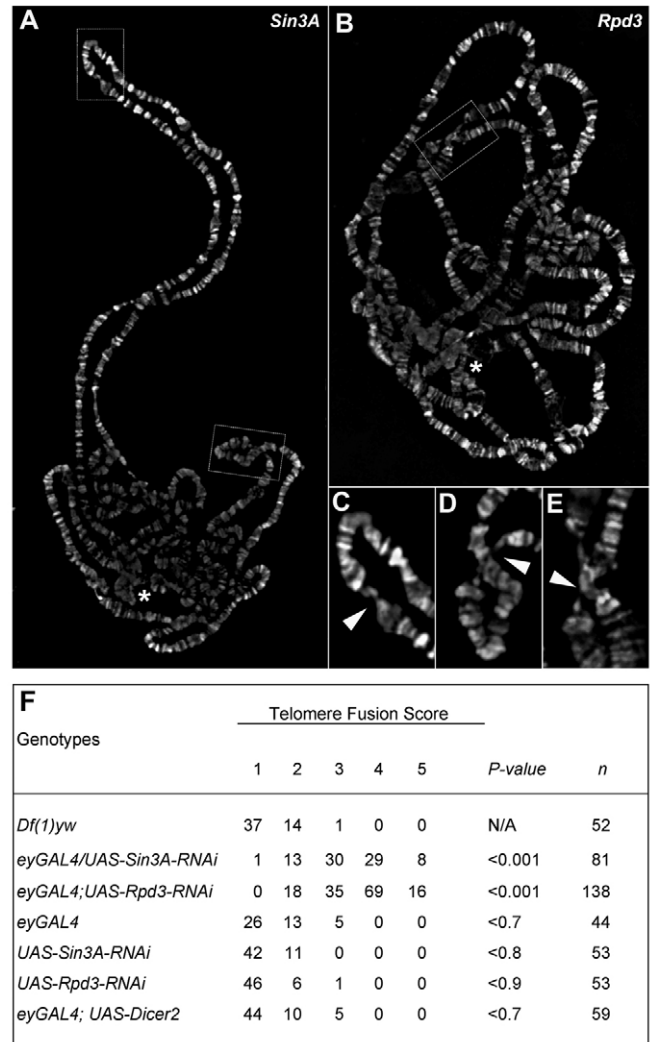 A Sin3A
B Rpd3
*
*
C D E
F Telomere Fusion Score
Genotypes
1 2 3 4 5 P-value n
Df(1)yw 37 14 1 0 0 N/A 52
eyGAL4/UAS-Sin3A-RNAi 1 13 30 29 8 <0.001 81
eyGAL4;UAS-Rpd3-RNAi 0 18 35 69 16 <0.001 138
eyGAL4 26 13 5 0 0 <0.7 44
UAS-Sin3A-RNAi 42 11 0 0 0 <0.8 53
UAS-Rpd3-RNAi 46 6 1 0 0 <0.9 53
eyGAL4; UAS-Dicer2 44 10 5 0 0 <0.7 59